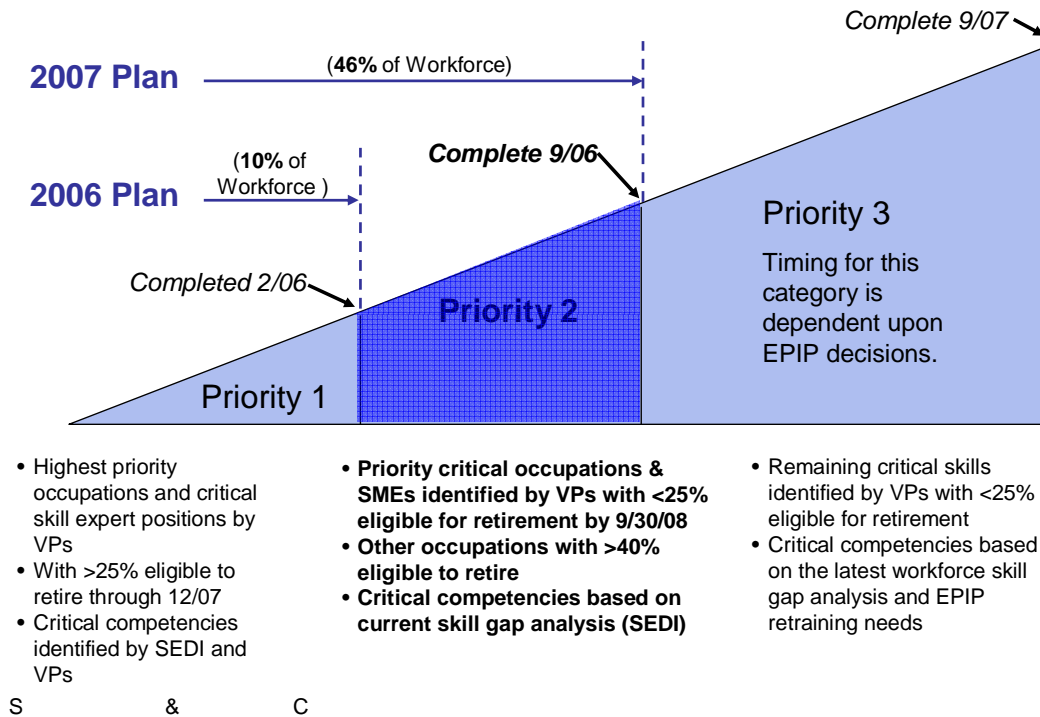 Complete 9/07
2007 Plan
(46% of Workforce)
Complete 9/06
(10% of
Workforce )
2006 Plan
Completed 2/06
Priority 1
Priority 2
Priority 3
Timing for this
category is
dependent upon
EPIP decisions.
• Highest priority
occupations and critical
skill expert positions by
VPs
• With >25% eligible to
retire through 12/07
• Critical competencies
identified by SEDI and
VPs
• Priority critical occupations &
SMEs identified by VPs with <25%
eligible for retirement by 9/30/08
• Other occupations with >40%
eligible to retire
• Critical competencies based on
current skill gap analysis (SEDI)
• Remaining critical skills
identified by VPs with <25%
eligible for retirement
• Critical competencies based
on the latest workforce skill
gap analysis and EPIP
retraining needs
S & C